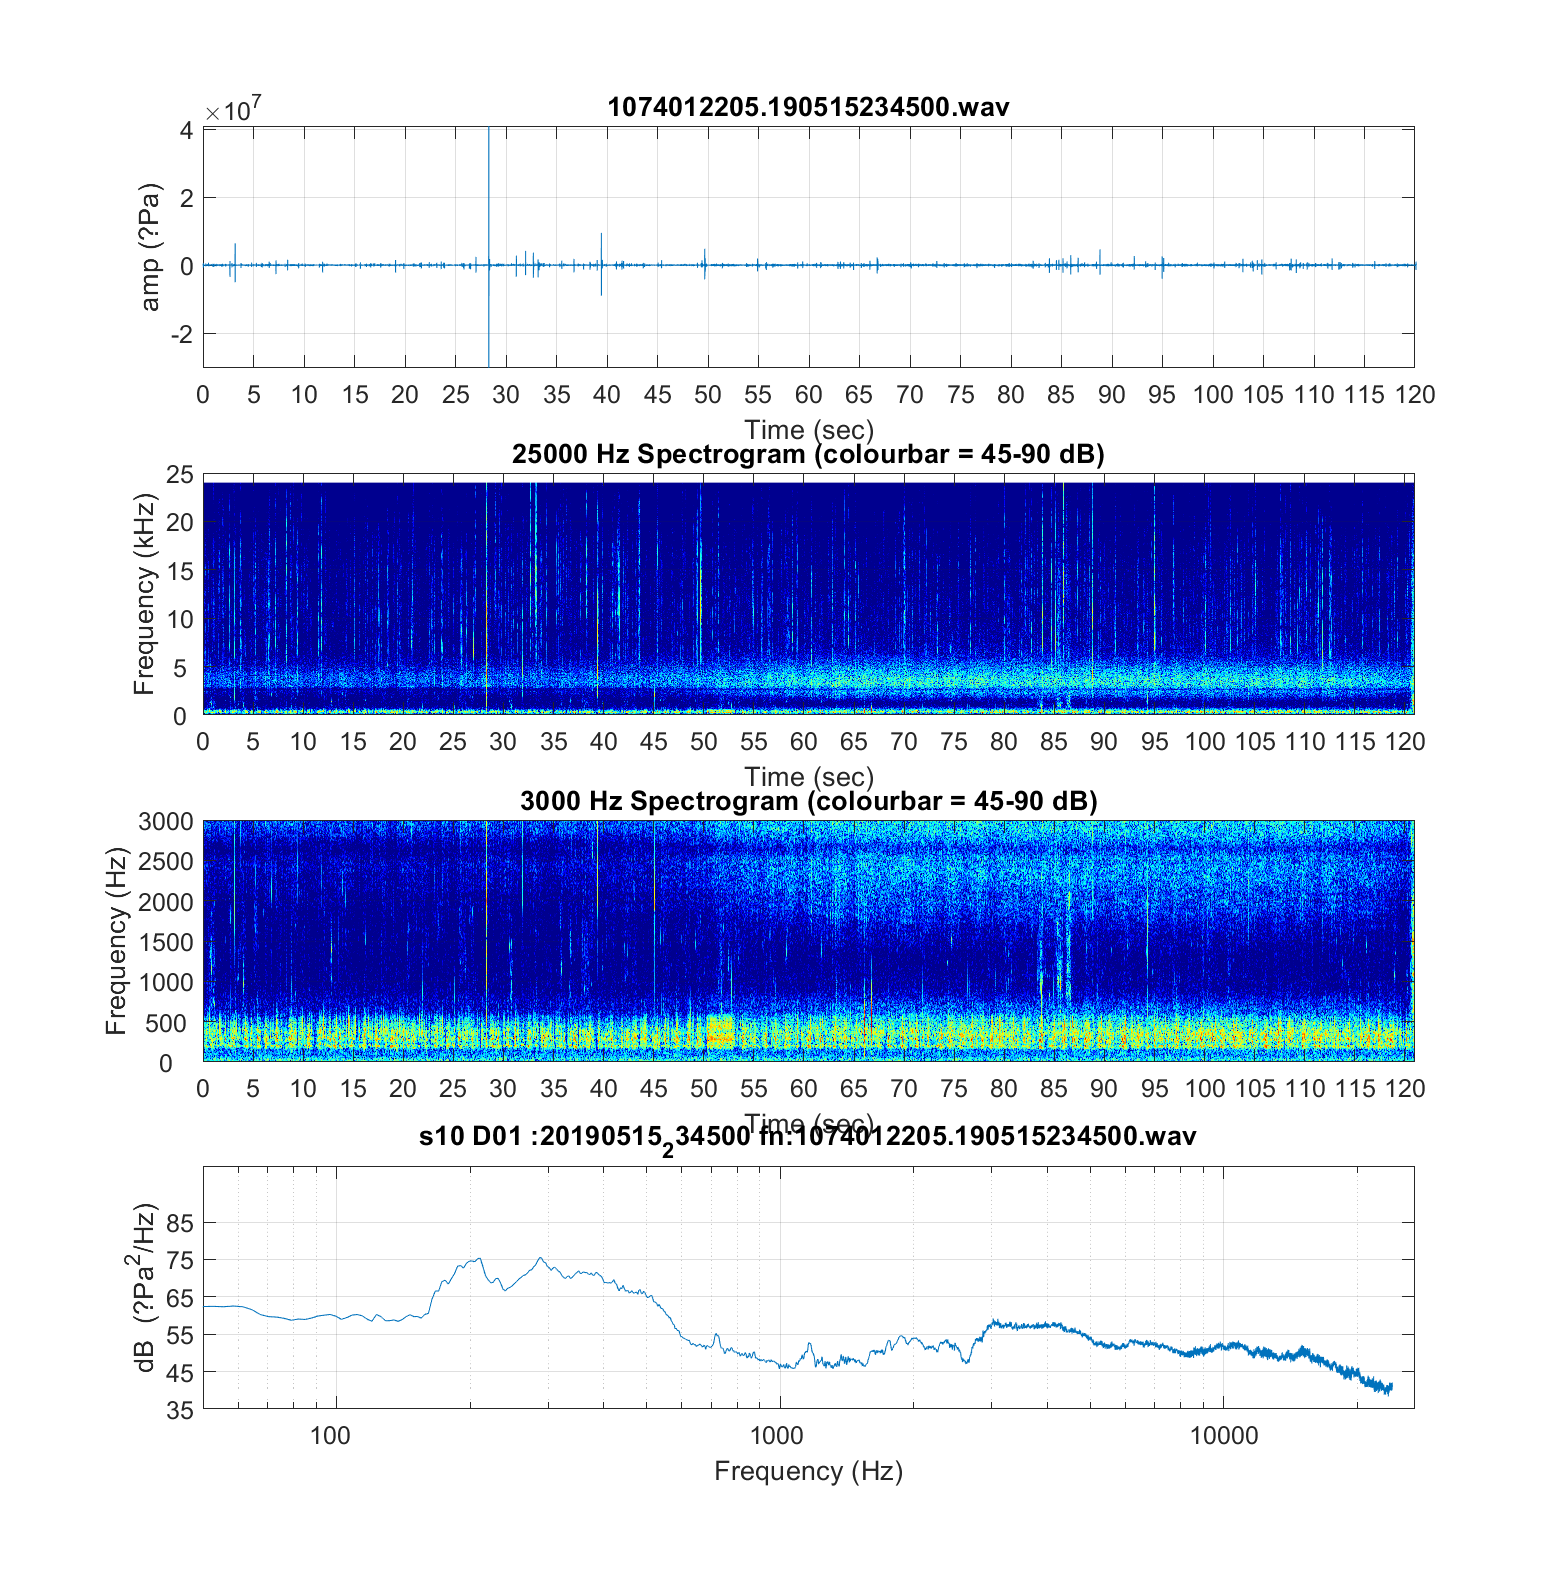 1074012205.190515234500.wav
×10⁷
4
2
0
-2
amp (?Pa)
0 5 10 15 20 25 30 35 40 45 50 55 60 65 70 75 80 85 90 95 100 105 110 115 120
Time (sec)
25000 Hz Spectrogram (colourbar = 45-90 dB)
25
20
15
10
5
0
Frequency (kHz)
0 5 10 15 20 25 30 35 40 45 50 55 60 65 70 75 80 85 90 95 100 105 110 115 120
Time (sec)
3000 Hz Spectrogram (colourbar = 45-90 dB)
3000
2500
2000
1500
1000
500
0
Frequency (Hz)
0 5 10 15 20 25 30 35 40 45 50 55 60 65 70 75 80 85 90 95 100 105 110 115 120
Time (sec)
s10 D01 :20190515₂34500 fn:1074012205.190515234500.wav
85
75
65
55
45
35
dB (?Pa²/Hz)
100 1000 10000
Frequency (Hz)